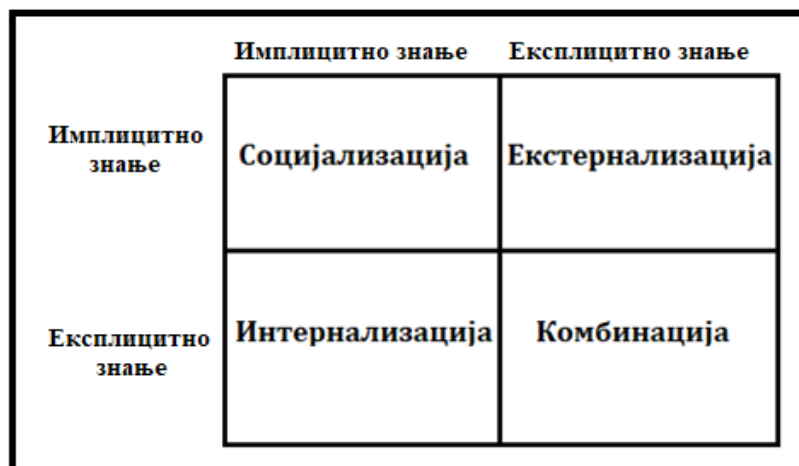 Имплицитно знање Експлицитно знање
Имплицитно
знање
Социјализација Екстернализација
Експлицитно
знање
Интернализација Комбинација